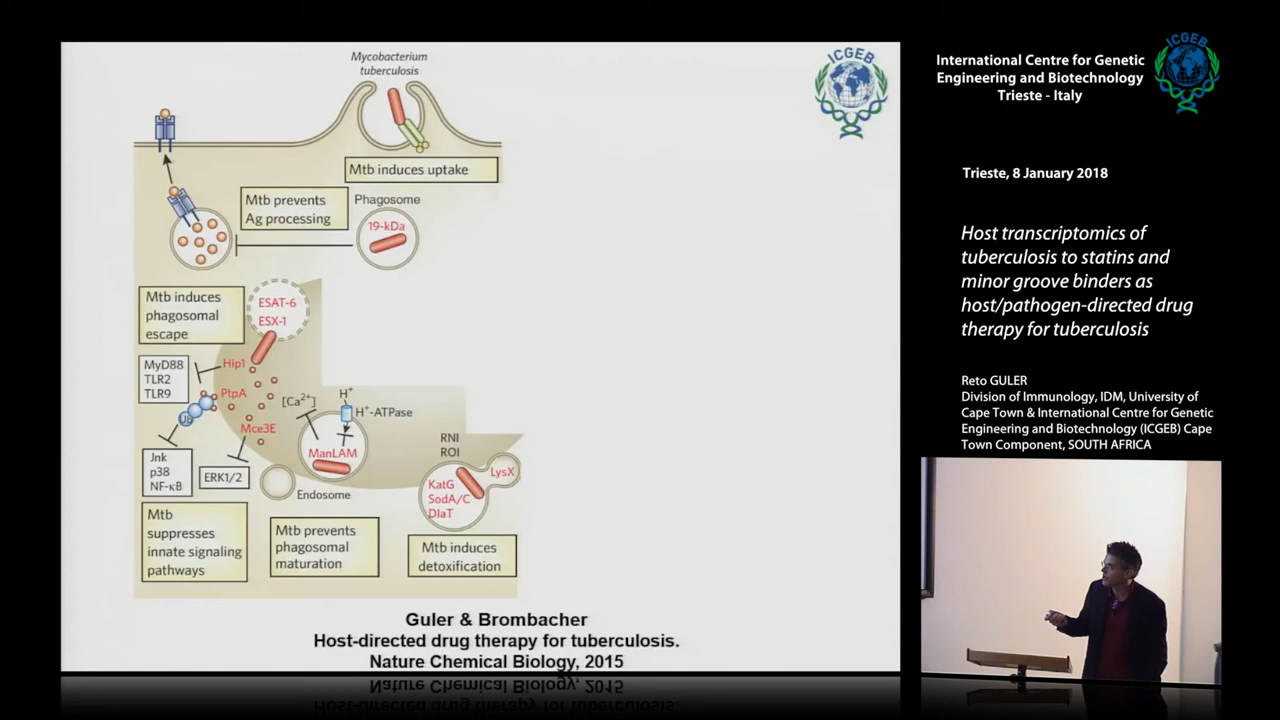 Mycobacterium
tuberculosis
ICGEB
Mtb induces uptake
Mtb prevents
Ag processing
Phagosome
19-kDa
Mtb induces
phagosomal
escape
ESAT-6
ESX-1
MyD88
TLR2
TLR9
Hip1
PtpA
Ub
Mce3E
[Ca2+]
H+
H+-ATPase
ManLAM
Jnk
p38
NF-κB
ERK1/2
Endosome
RNI
ROI
KatG
SodA/C
DlaT
LysX
Mtb
suppresses
innate signaling
pathways
Mtb prevents
phagosomal
maturation
Mtb induces
detoxification
Guler & Brombacher
Host-directed drug therapy for tuberculosis.
Nature Chemical Biology, 2015
International Centre for Genetic
Engineering and Biotechnology
Trieste - Italy
ICGEB
Trieste, 8 January 2018
Host transcriptomics of
tuberculosis to statins and
minor groove binders as
host/pathogen-directed drug
therapy for tuberculosis
Reto GULER
Division of Immunology, IDM, University of
Cape Town & International Centre for Genetic
Engineering and Biotechnology (ICGEB) Cape
Town Component, SOUTH AFRICA